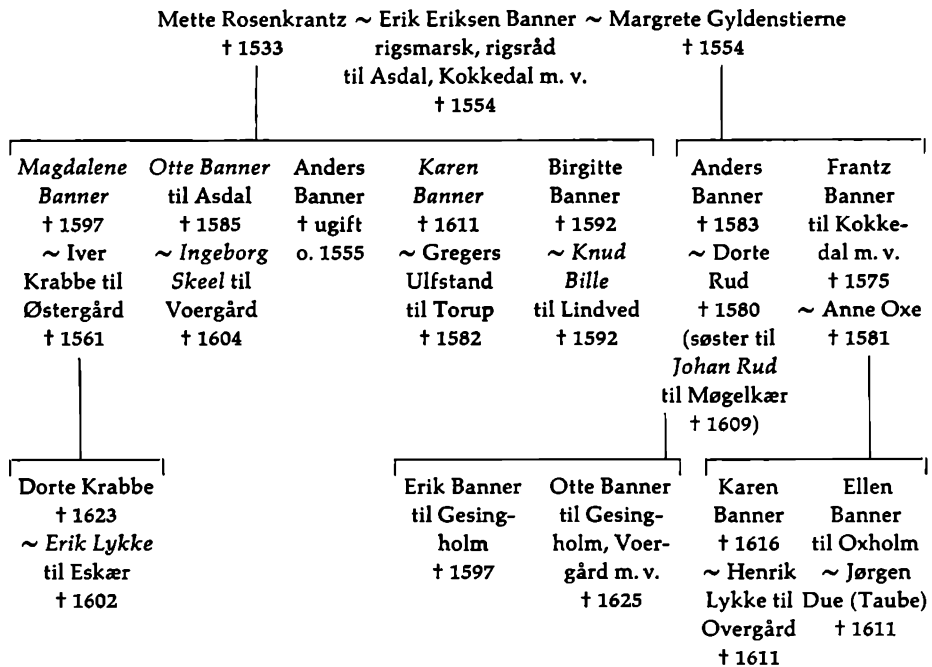 Mette Rosenkrantz ~ Erik Eriksen Banner ~ Margrete Gyldenstierne
† 1533 rigsmarsk, rigsråd † 1554
til Asdal, Kokkedal m. v.
† 1554
Magdalene
Banner
† 1597
~ Iver
Krabbe til
Østergård
† 1561
Otte Banner
til Asdal
† 1585
~ Ingeborg
Skeel til
Voergård
† 1604
Anders
Banner
† ugift
o. 1555
Karen
Banner
† 1611
~ Gregers
Ulfstand
til Torup
† 1582
Birgitte
Banner
† 1592
~ Knud
Bille
til Lindved
† 1592
Anders
Banner
† 1583
~ Dorte
Rud
† 1580
(søster til
Johan Rud
til Møgelkær
† 1609)
Frantz
Banner
til Kokke-
dal m. v.
† 1575
~ Anne Oxe
† 1581
Dorte Krabbe
† 1623
~ Erik Lykke
til Eskær
† 1602
Erik Banner
til Gesing-
holm
† 1597
Otte Banner
til Gesing-
holm, Voer-
gård m. v.
† 1625
Karen
Banner
† 1616
~ Henrik
Lykke til
Overgård
† 1611
Ellen
Banner
til Oxholm
~ Jørgen
Due (Taube)
† 1611